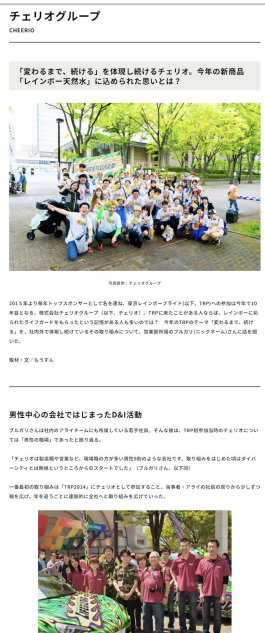 チェリオグループ
CHEERIO
「変わるまで、続ける」を体現し続けるチェリオ。今年の新商品
「レインボー天然水」に込められた思いとは？
写真提供：チェリオグループ
2015年より毎年トップスポンサーとして名を連ね、東京レインボープライド(以下、TRP)への参加は今年で10
年目となる、株式会社チェリオグループ（以下、チェリオ）。TRPに来たことがある人ならば、レインボーに彩
られたライフガードをもらったという記憶がある人も多いのでは？　今年のTRPのテーマ「変わるまで、続け
る」を、社内外で体現し続けているその取り組みについて、営業部所属のブルガリ(ニックネーム)さんに話を聞
いた。
取材・文／もりすん
男性中心の会社ではじまったD&I活動
ブルガリさんは社内のアライチームにも所属している若手社員。そんな彼は、TRP初参加当時のチェリオについ
ては「男性の職場」であったと振り返る。
「チェリオは製造職や営業など、現場職の方が多い男性9割のような会社です。取り組みをはじめた頃はダイバ
ーシティとは無縁というところからのスタートでした」（ブルガリさん、以下同）
一番最初の取り組みは「TRP2014」にチェリオとして参加すること。当事者・アライの社員の周りから少しずつ
輪を広げ、年を追うごとに連鎖的に会社へと取り組みを広げていった。